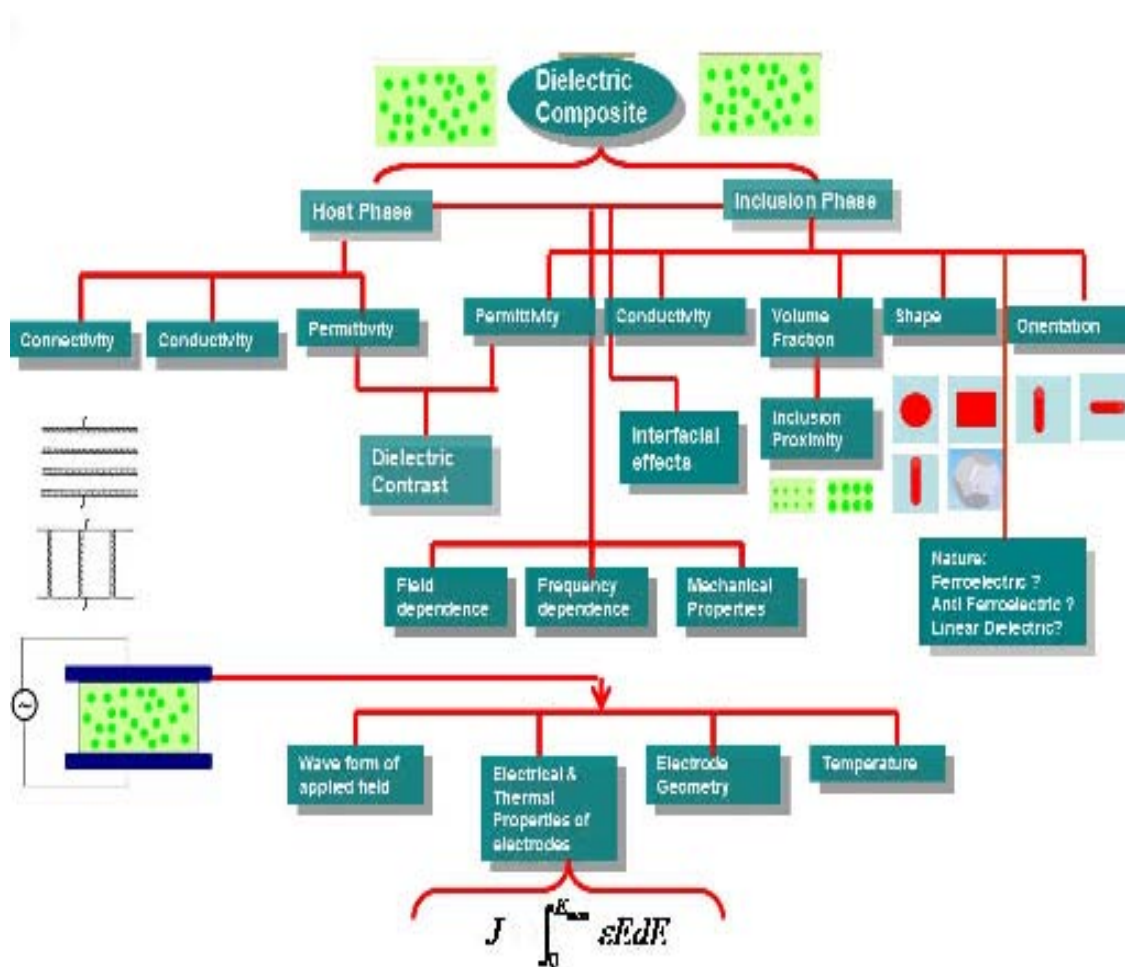 Dielectric
Composite
Host Phase
Inclusion Phase
Connectivity
Conductivity
Permittivity
Permittivity
Conductivity
Volume
Fraction
Shape
Orientation
Dielectric
Contrast
Interfacial
effects
Inclusion
Proximity
Field
dependence
Frequency
dependence
Mechanical
Properties
Nature:
Ferroelectric ?
Anti Ferroelectric ?
Linear Dielectric?
~
Wave form of
applied field
Electrical &
Thermal
Properties of
electrodes
Electrode
Geometry
Temperature
J ∫₀^Emax εEdE